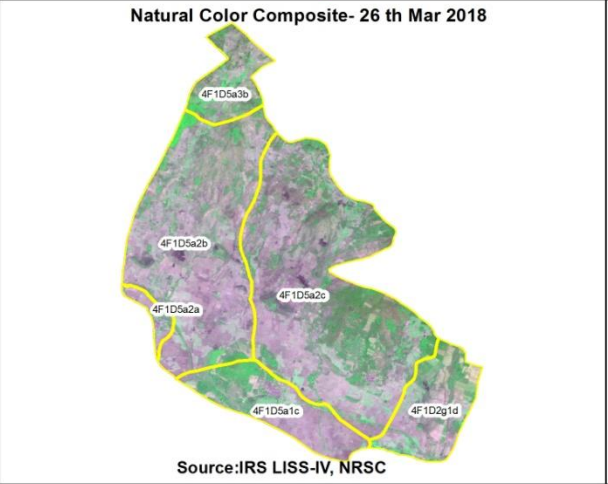 Natural Color Composite- 26 th Mar 2018
4F1D5a3b
4F1D5a2b
4F1D5a2c
4F1D5a2a
4F1D5a1c
4F1D2g1d
Source:IRS LISS-IV, NRSC